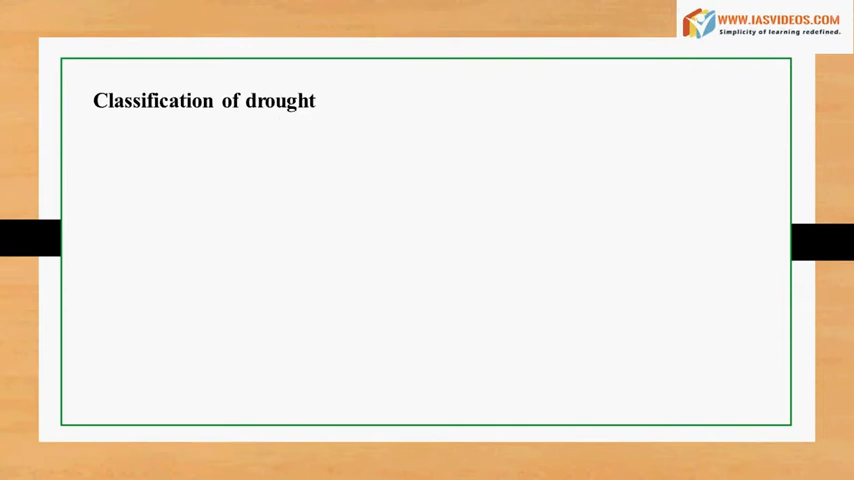 WWW.IASVIDEOS.COM
Simplicity of learning redefined.
Classification of drought